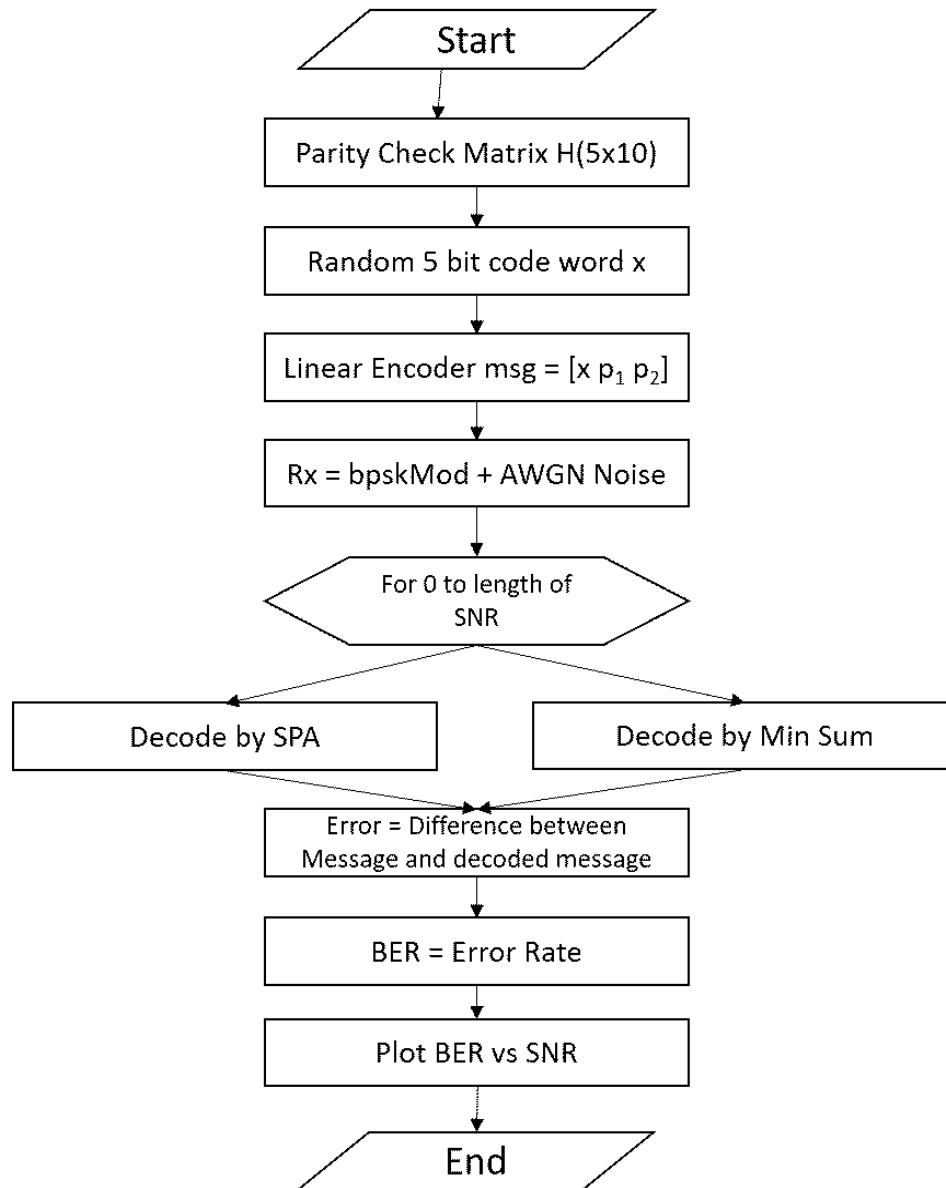 Start
Parity Check Matrix H(5x10)
Random 5 bit code word x
Linear Encoder msg = [x p₁ p₂]
Rx = bpskMod + AWGN Noise
For 0 to length of
SNR
Decode by SPA
Decode by Min Sum
Error = Difference between
Message and decoded message
BER = Error Rate
Plot BER vs SNR
End